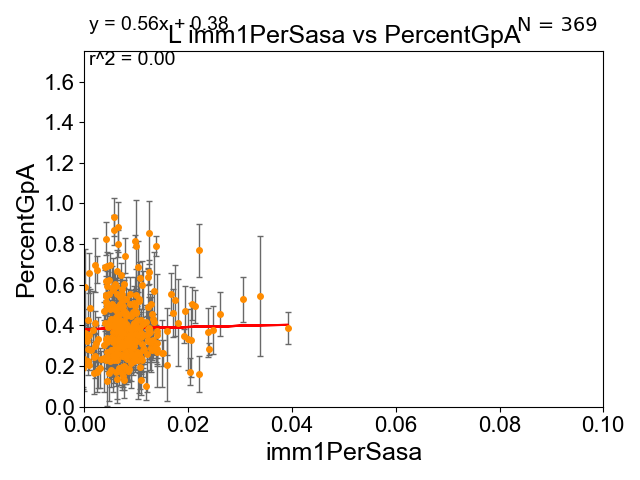 y = 0.56x + 0.38
L imm1PerSasa vs PercentGpA
N = 369
r^2 = 0.00
PercentGpA
1.6
1.4
1.2
1.0
0.8
0.6
0.4
0.2
0.0
0.00 0.02 0.04 0.06 0.08 0.10
imm1PerSasa